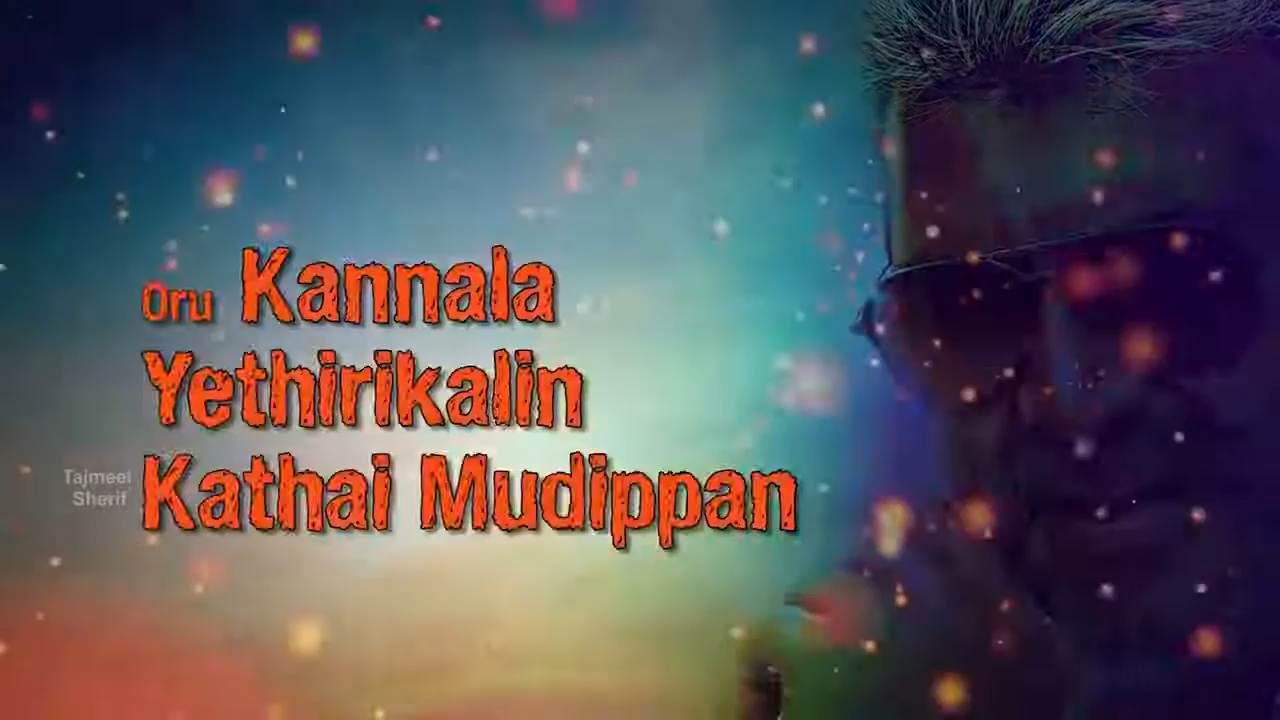 Oru Kannala
Yethirikalin
Kathai Mudippan
Tajmeel
Sherif